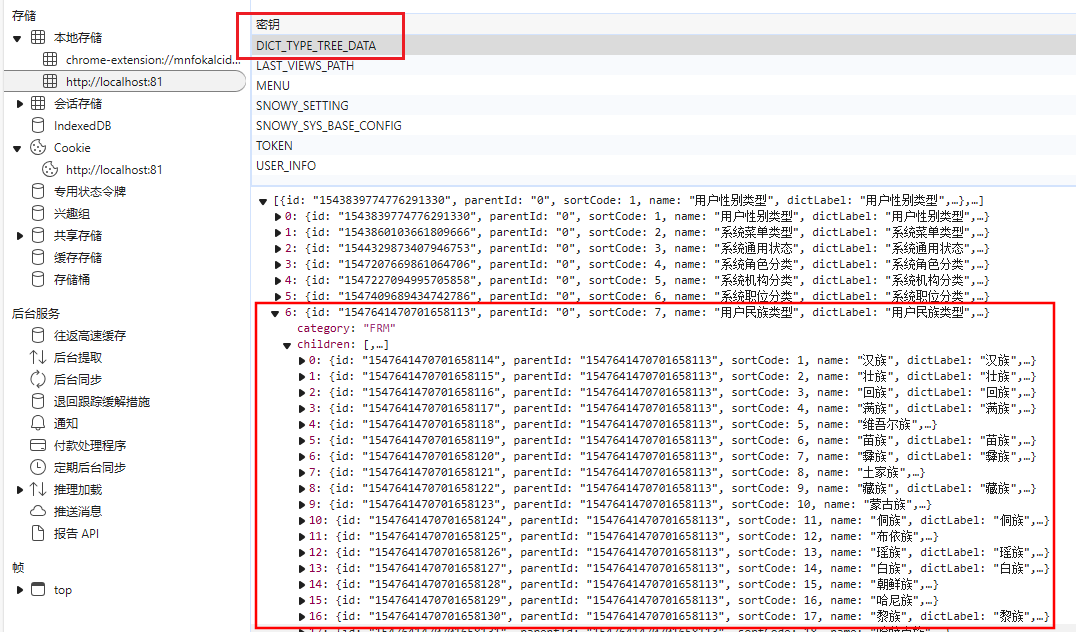 存储
本地存储
chrome-extension://mnfokalcid...
http://localhost:81
会话存储
IndexedDB
Cookie
http://localhost:81
专用状态令牌
兴趣组
共享存储
缓存存储
存储桶
后台服务
往返高速缓存
后台提取
后台同步
退回跟踪缓解措施
通知
付款处理程序
定期后台同步
推理加载
推送消息
报告 API
帧
top
密钥
DICT_TYPE_TREE_DATA
LAST_VIEWS_PATH
MENU
SNOWY_SETTING
SNOWY_SYS_BASE_CONFIG
TOKEN
USER_INFO
[{id: "1543839774776291330", parentId: "0", sortCode: 1, name: "用户性别类型", dictLabel: "用户性别类型",…},…]
0: {id: "1543839774776291330", parentId: "0", sortCode: 1, name: "用户性别类型", dictLabel: "用户性别类型",…}
1: {id: "1543860103661809666", parentId: "0", sortCode: 2, name: "系统菜单类型", dictLabel: "系统菜单类型",…}
2: {id: "1544329873407946753", parentId: "0", sortCode: 3, name: "系统通用状态", dictLabel: "系统通用状态",…}
3: {id: "1547207669861064706", parentId: "0", sortCode: 4, name: "系统角色分类", dictLabel: "系统角色分类",…}
4: {id: "1547227094995705858", parentId: "0", sortCode: 5, name: "系统机构分类", dictLabel: "系统机构分类",…}
5: {id: "1547409689434742786", parentId: "0", sortCode: 6, name: "系统职位分类", dictLabel: "系统职位分类",…}
6: {id: "1547641470701658113", parentId: "0", sortCode: 7, name: "用户民族类型", dictLabel: "用户民族类型",…}
category: "FRM"
children: [,…]
0: {id: "1547641470701658114", parentId: "1547641470701658113", sortCode: 1, name: "汉族", dictLabel: "汉族",…}
1: {id: "1547641470701658115", parentId: "1547641470701658113", sortCode: 2, name: "壮族", dictLabel: "壮族",…}
2: {id: "1547641470701658116", parentId: "1547641470701658113", sortCode: 3, name: "回族", dictLabel: "回族",…}
3: {id: "1547641470701658117", parentId: "1547641470701658113", sortCode: 4, name: "满族", dictLabel: "满族",…}
4: {id: "1547641470701658118", parentId: "1547641470701658113", sortCode: 5, name: "维吾尔族",…}
5: {id: "1547641470701658119", parentId: "1547641470701658113", sortCode: 6, name: "苗族", dictLabel: "苗族",…}
6: {id: "1547641470701658120", parentId: "1547641470701658113", sortCode: 7, name: "彝族", dictLabel: "彝族",…}
7: {id: "1547641470701658121", parentId: "1547641470701658113", sortCode: 8, name: "土家族",…}
8: {id: "1547641470701658122", parentId: "1547641470701658113", sortCode: 9, name: "藏族", dictLabel: "藏族",…}
9: {id: "1547641470701658123", parentId: "1547641470701658113", sortCode: 10, name: "蒙古族",…}
10: {id: "1547641470701658124", parentId: "1547641470701658113", sortCode: 11, name: "侗族", dictLabel: "侗族",…}
11: {id: "1547641470701658125", parentId: "1547641470701658113", sortCode: 12, name: "布依族",…}
12: {id: "1547641470701658126", parentId: "1547641470701658113", sortCode: 13, name: "瑶族", dictLabel: "瑶族",…}
13: {id: "1547641470701658127", parentId: "1547641470701658113", sortCode: 14, name: "白族", dictLabel: "白族",…}
14: {id: "1547641470701658128", parentId: "1547641470701658113", sortCode: 15, name: "朝鲜族",…}
15: {id: "1547641470701658129", parentId: "1547641470701658113", sortCode: 16, name: "哈尼族",…}
16: {id: "1547641470701658130", parentId: "1547641470701658113", sortCode: 17, name: "黎族", dictLabel: "黎族",…}